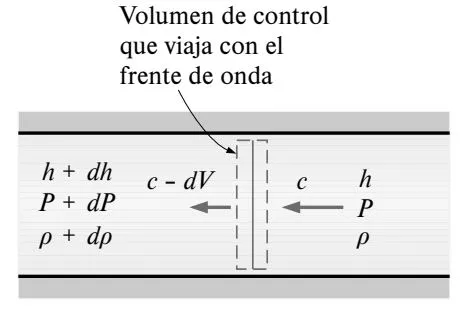 Volumen de control
que viaja con el
frente de onda
h + dh
P + dP
ρ + dρ
c – dV
c
h
P
ρ